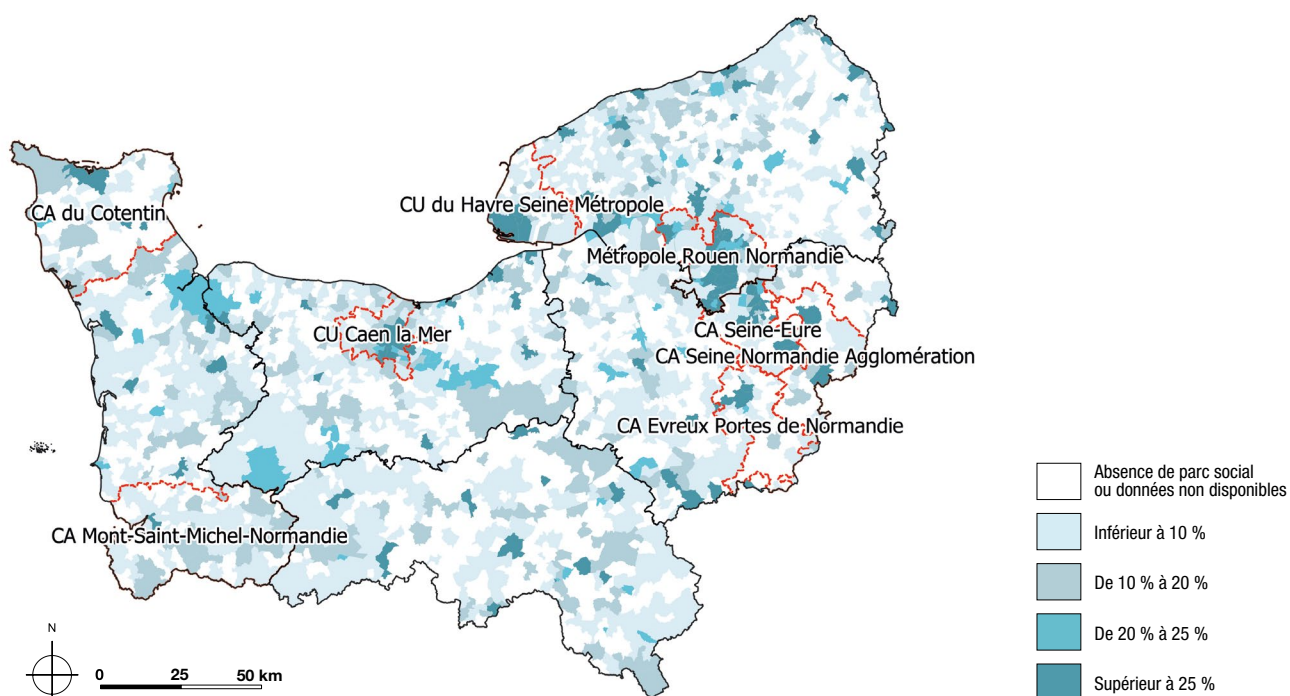 CA du Cotentin
CU du Havre Seine Métropole
Métropole Rouen Normandie
CU Caen la Mer
CA Seine-Eure
CA Seine Normandie Agglomération
CA Evreux Portes de Normandie
CA Mont-Saint-Michel-Normandie
Absence de parc social
ou données non disponibles
Inférieur à 10 %
De 10 % à 20 %
De 20 % à 25 %
Supérieur à 25 %
N
0 25 50 km